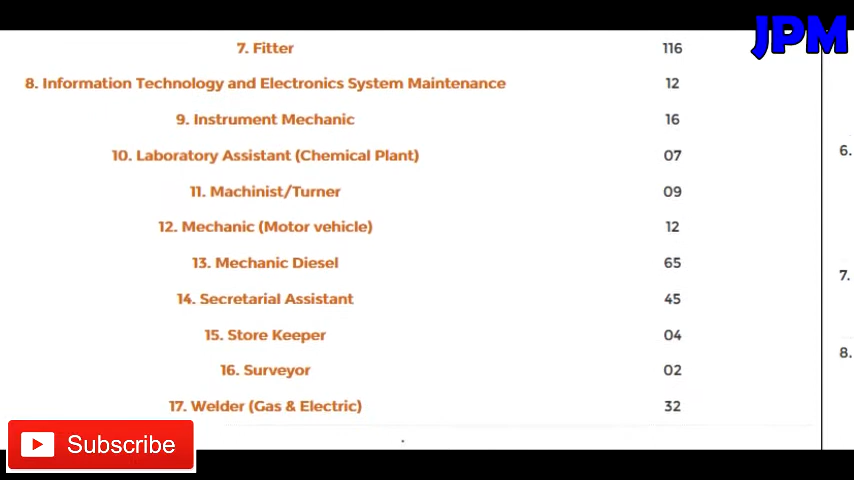 JPM
7. Fitter 116
8. Information Technology and Electronics System Maintenance 12
9. Instrument Mechanic 16
10. Laboratory Assistant (Chemical Plant) 07
11. Machinist/Turner 09
12. Mechanic (Motor vehicle) 12
13. Mechanic Diesel 65
14. Secretarial Assistant 45
15. Store Keeper 04
16. Surveyor 02
17. Welder (Gas & Electric) 32
6.
7.
8.
Subscribe